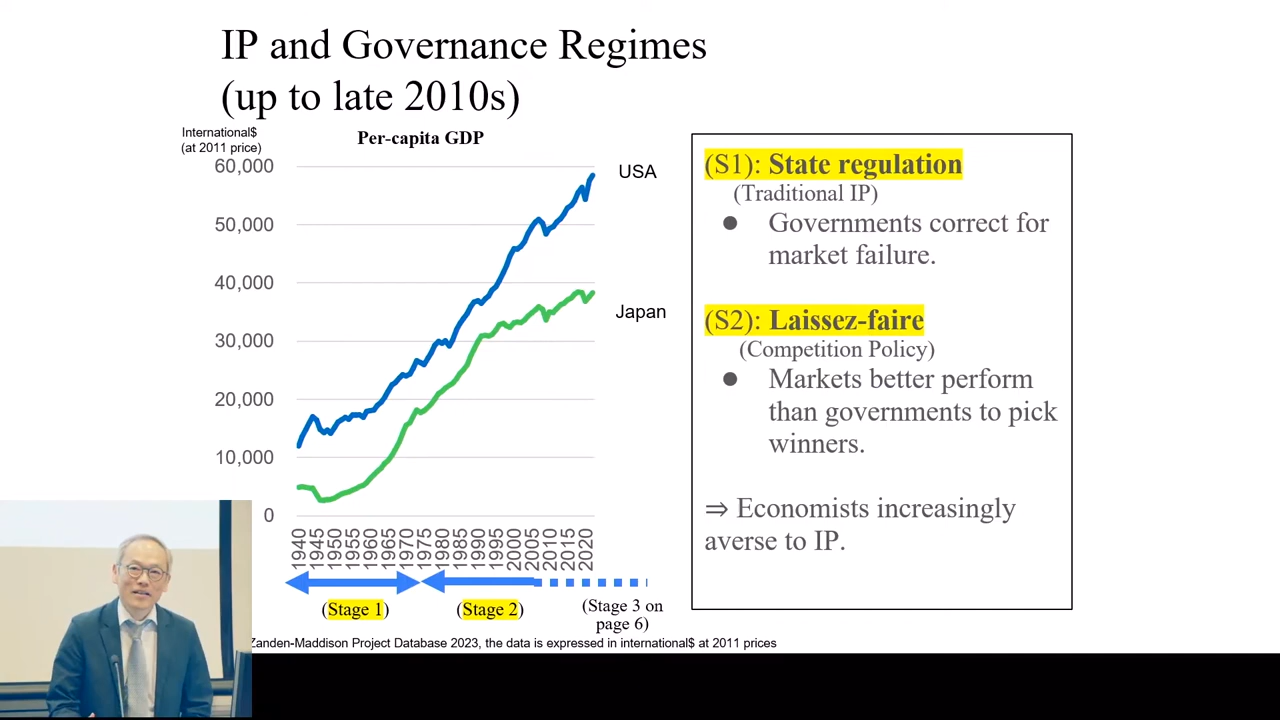 IP and Governance Regimes
(up to late 2010s)
International$
(at 2011 price)
Per-capita GDP
60,000
50,000
40,000
30,000
20,000
10,000
0
USA
Japan
1940
1945
1950
1955
1960
1965
1970
1975
1980
1985
1990
1995
2000
2005
2010
2015
2020
(Stage 1)
(Stage 2)
(Stage 3 on
page 6)
Zanden-Maddison Project Database 2023, the data is expressed in international$ at 2011 prices
(S1): State regulation
(Traditional IP)
● Governments correct for
market failure.
(S2): Laissez-faire
(Competition Policy)
● Markets better perform
than governments to pick
winners.
⇒ Economists increasingly
averse to IP.